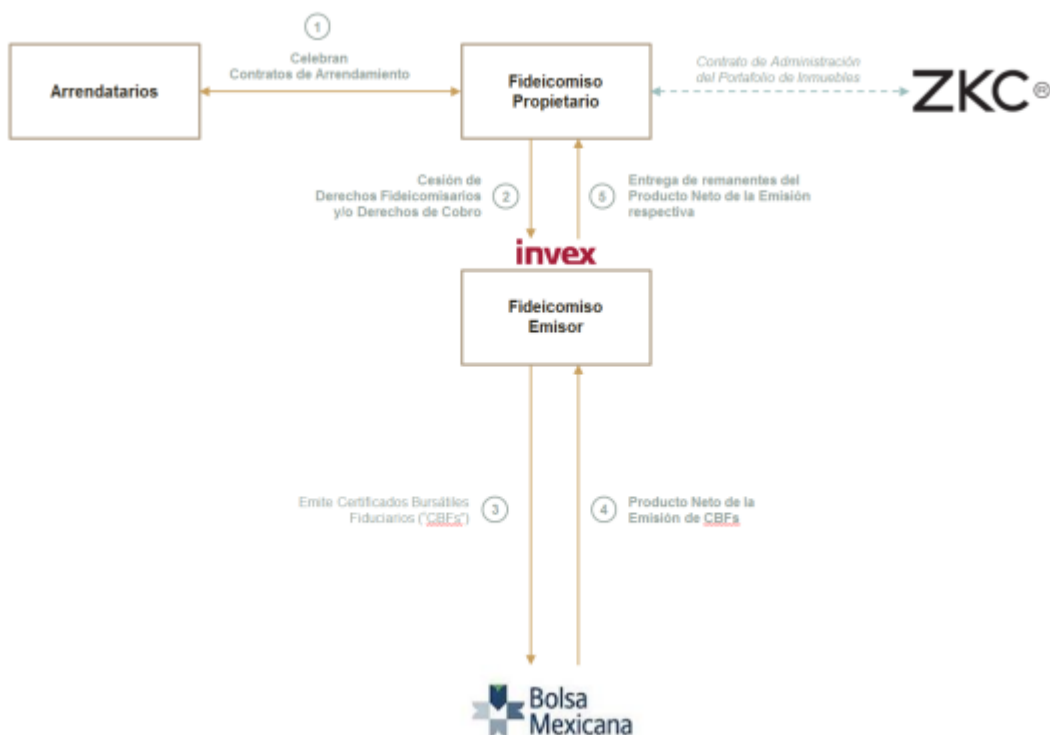 1
Celebran
Contratos de Arrendamiento
Arrendatarios
Fideicomiso
Propietario
Contrato de Administración
del Portafolio de Inmuebles
ZKC®
Cesión de
Derechos Fideicomisarios
y/o Derechos de Cobro
2
5
Entrega de remanentes del
Producto Neto de la Emisión
respectiva
invex
Fideicomiso
Emisor
Emite Certificados Bursátiles
Fiduciarios ("CBFs")
3
4
Producto Neto de la
Emisión de CBFs
Bolsa
Mexicana